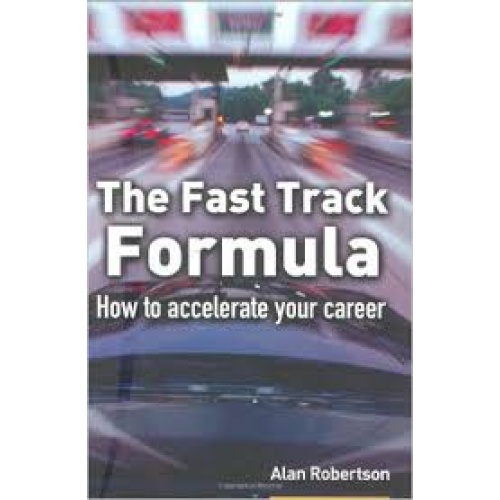 The Fast Track
Formula
How to accelerate your career
Alan Robertson